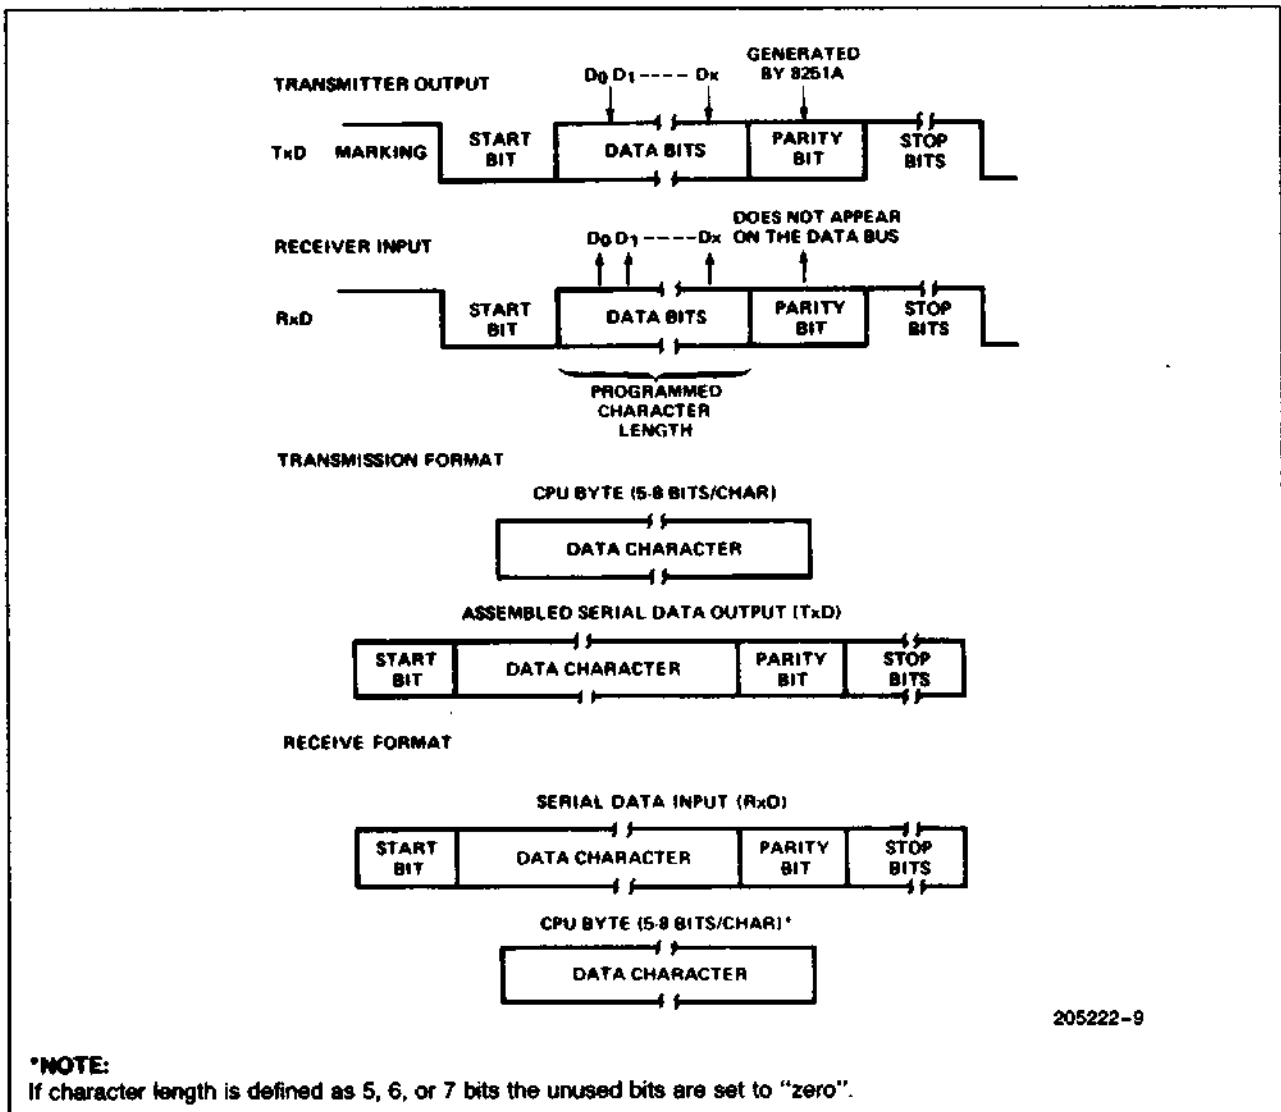 TRANSMITTER OUTPUT
D0 D1 ---- Dx
GENERATED
BY 8251A
TxD
MARKING
START
BIT
DATA BITS
PARITY
BIT
STOP
BITS
RECEIVER INPUT
D0 D1 ----- Dx
DOES NOT APPEAR
ON THE DATA BUS
RxD
START
BIT
DATA BITS
PARITY
BIT
STOP
BITS
PROGRAMMED
CHARACTER
LENGTH
TRANSMISSION FORMAT
CPU BYTE (5-8 BITS/CHAR)
DATA CHARACTER
ASSEMBLED SERIAL DATA OUTPUT (TxD)
START
BIT
DATA CHARACTER
PARITY
BIT
STOP
BITS
RECEIVE FORMAT
SERIAL DATA INPUT (RxD)
START
BIT
DATA CHARACTER
PARITY
BIT
STOP
BITS
CPU BYTE (5-8 BITS/CHAR)*
DATA CHARACTER
205222-9
*NOTE:
If character length is defined as 5, 6, or 7 bits the unused bits are set to "zero".